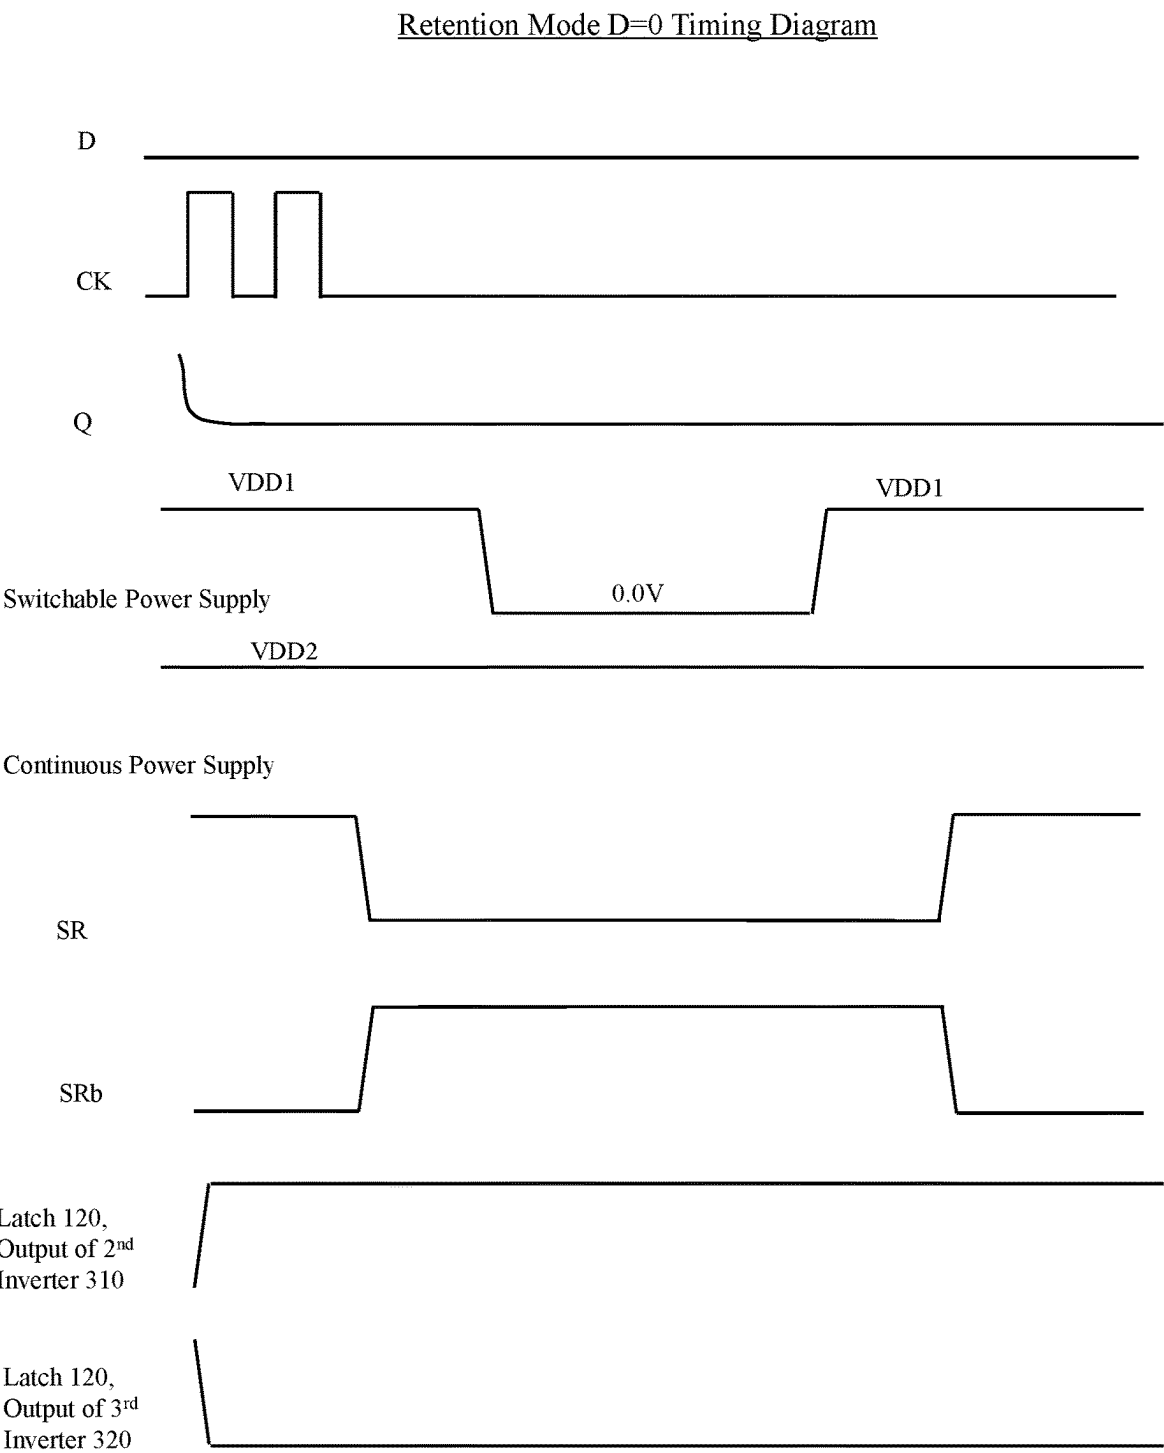 Retention Mode D=0 Timing Diagram
D
CK
Q
VDD1
VDD1
Switchable Power Supply
0.0V
VDD2
Continuous Power Supply
SR
SRb
Latch 120,
Output of 2nd
Inverter 310
Latch 120,
Output of 3rd
Inverter 320